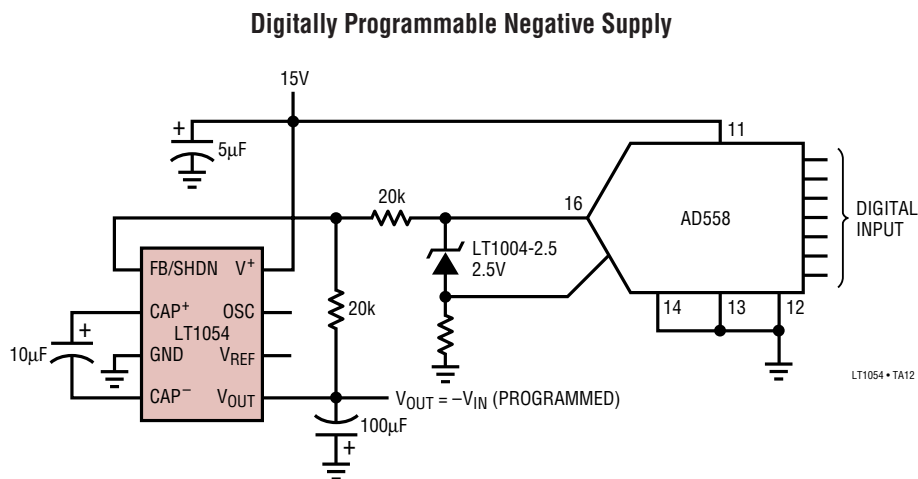 Digitally Programmable Negative Supply
15V
+
5µF
11
20k
16
AD558
DIGITAL
INPUT
LT1004-2.5
2.5V
FB/SHDN
V+
CAP+
OSC
LT1054
GND
VREF
CAP–
VOUT
+
10µF
20k
14
13
12
VOUT = –VIN (PROGRAMMED)
100µF
+
LT1054 • TA12